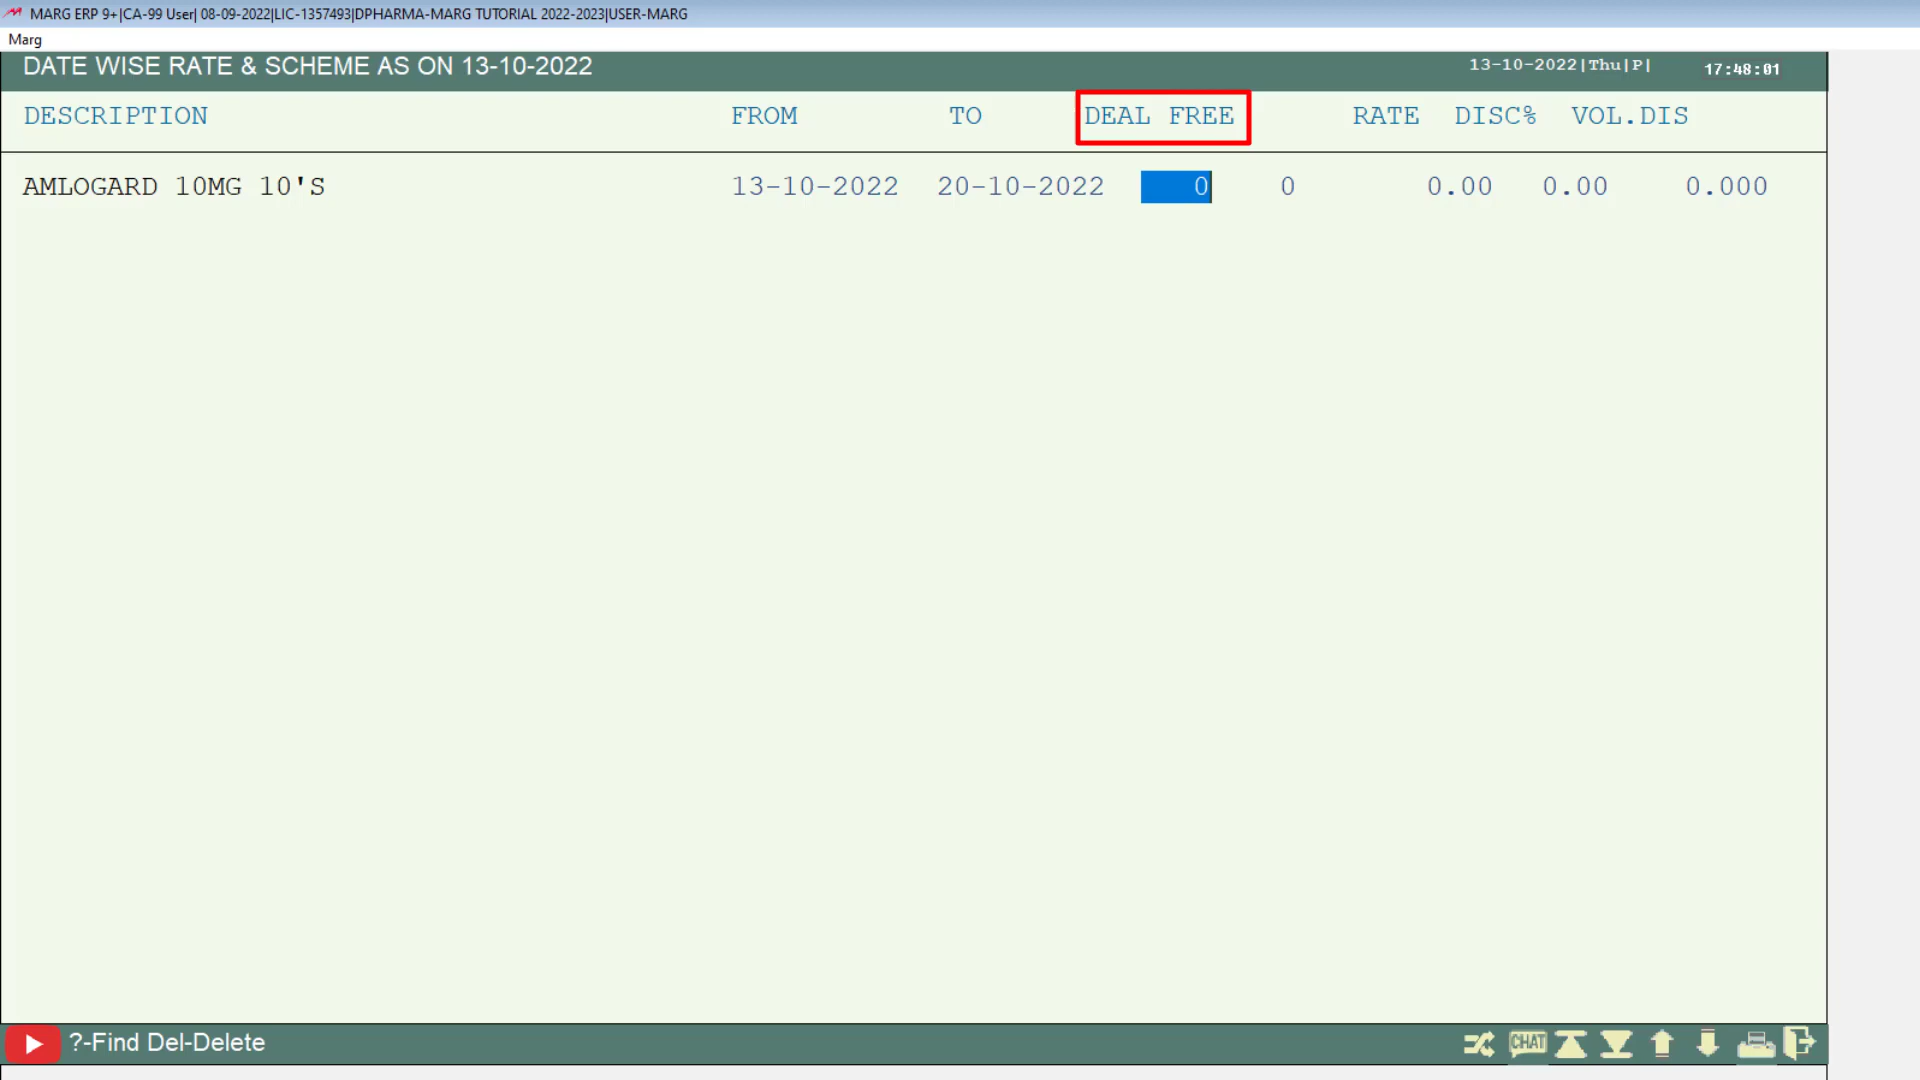 MARG ERP 9+|CA-99 User| 08-09-2022|LIC-1357493|DPHARMA-MARG TUTORIAL 2022-2023|USER-MARG
Marg
DATE WISE RATE & SCHEME AS ON 13-10-2022 13-10-2022|Thu|P| 17:48:01
DESCRIPTION FROM TO DEAL FREE RATE DISC% VOL.DIS
AMLOGARD 10MG 10'S 13-10-2022 20-10-2022 0 0 0.00 0.00 0.000
?-Find Del-Delete CHAT